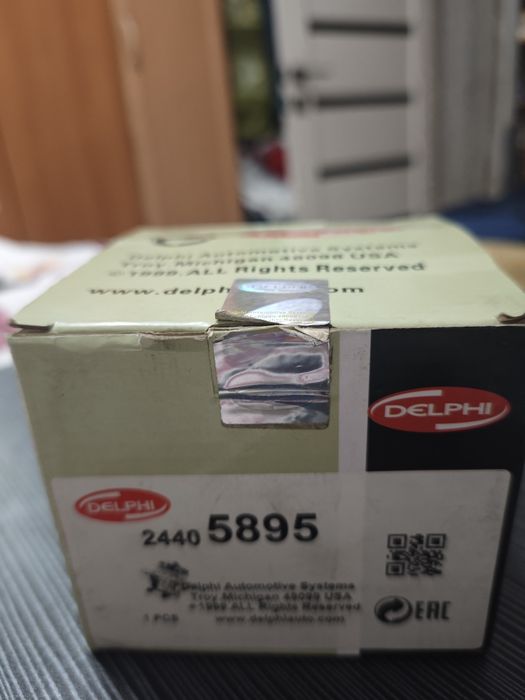 Delphi Automotive Systems
Troy Michigan 48098 USA
©1999.ALL Rights Reserved
www.delphi .com
DELPHI
DELPHI
DELPHI
2440 5895
Delphi Automotive Systems
Troy Michigan 48098 USA
©1999 ALL Rights Reserved
1 PCS www.delphiauto.com
EAC